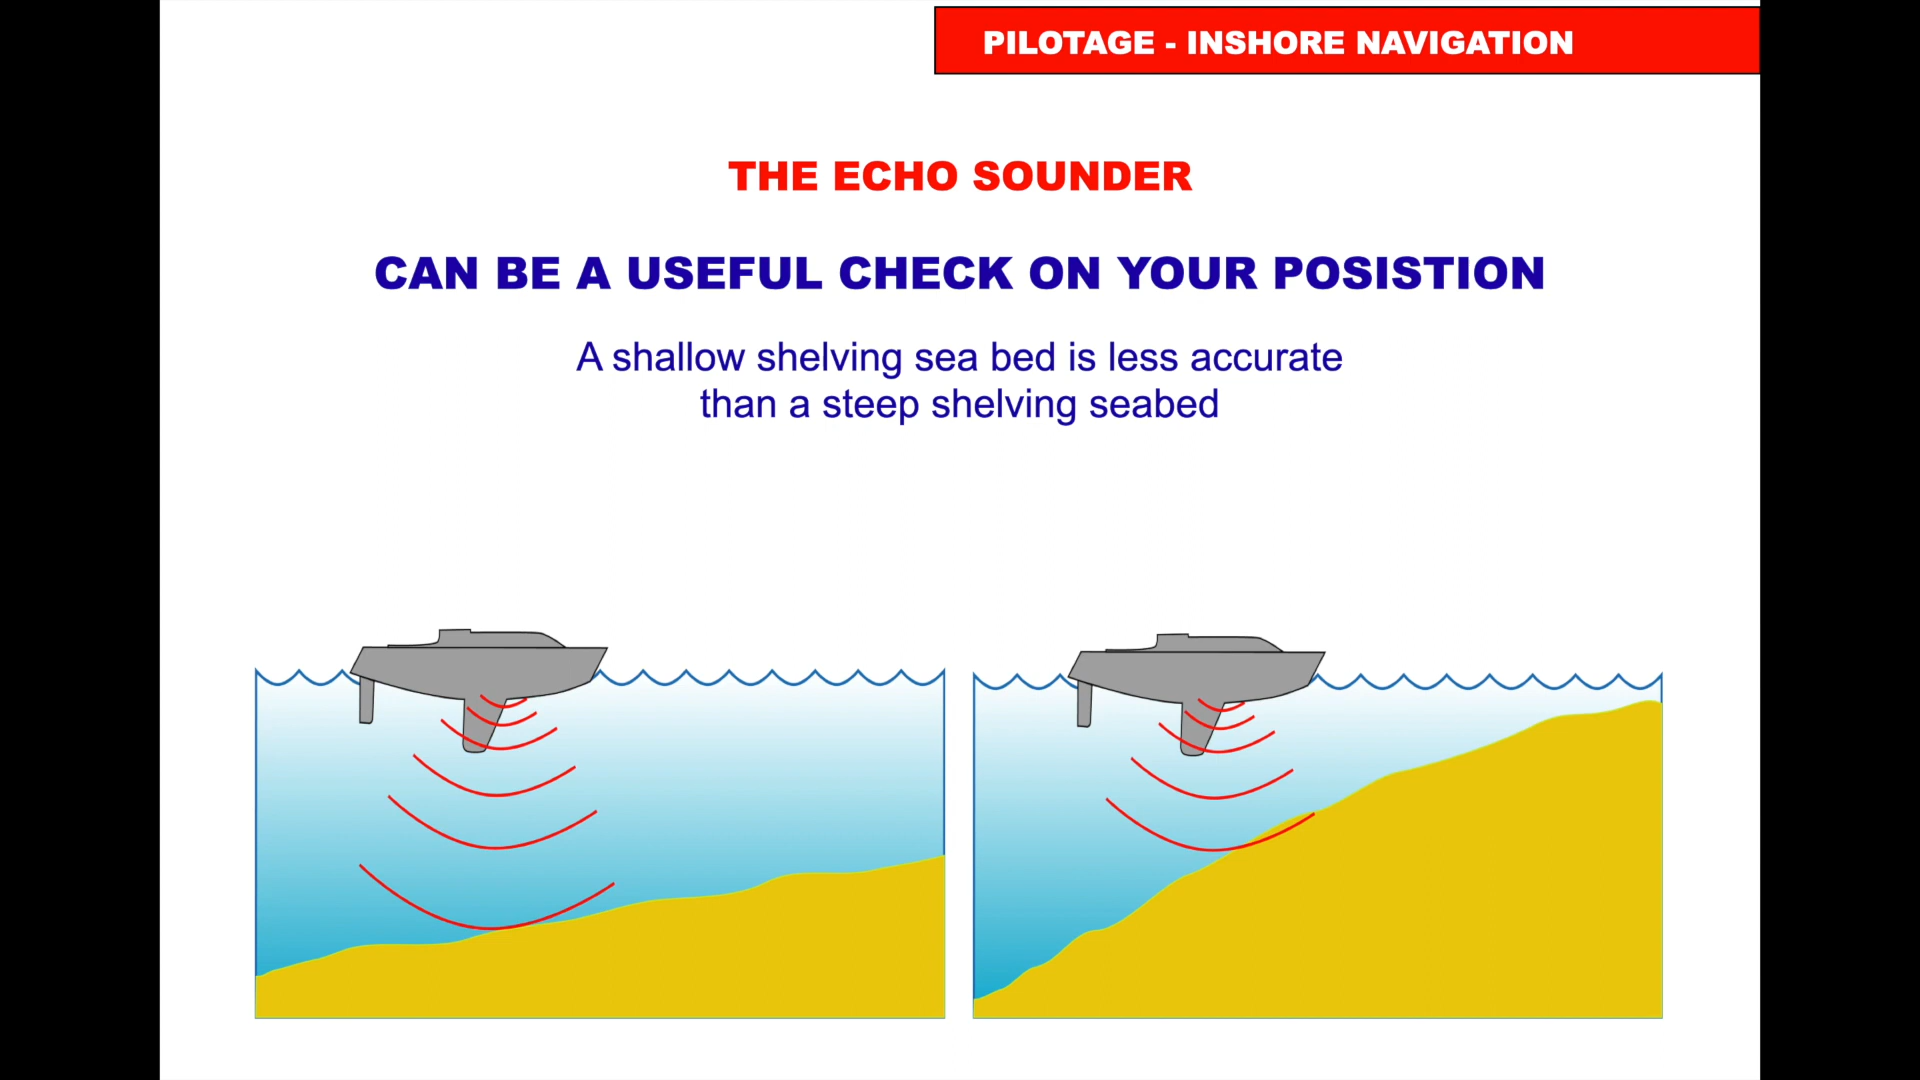 PILOTAGE - INSHORE NAVIGATION
THE ECHO SOUNDER
CAN BE A USEFUL CHECK ON YOUR POSISTION
A shallow shelving sea bed is less accurate
than a steep shelving seabed